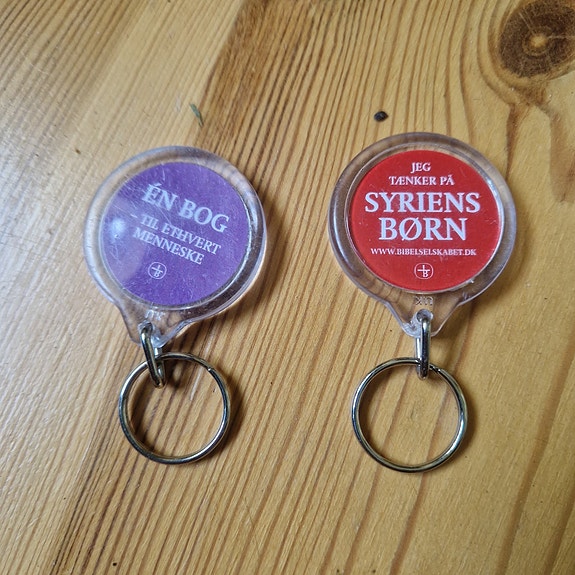 ÉN BOG
- TIL ETHVERT
MENNESKE
B
JEG
TÆNKER PÅ
SYRIENS
BØRN
WWW.BIBELSELSKABET.DK
B